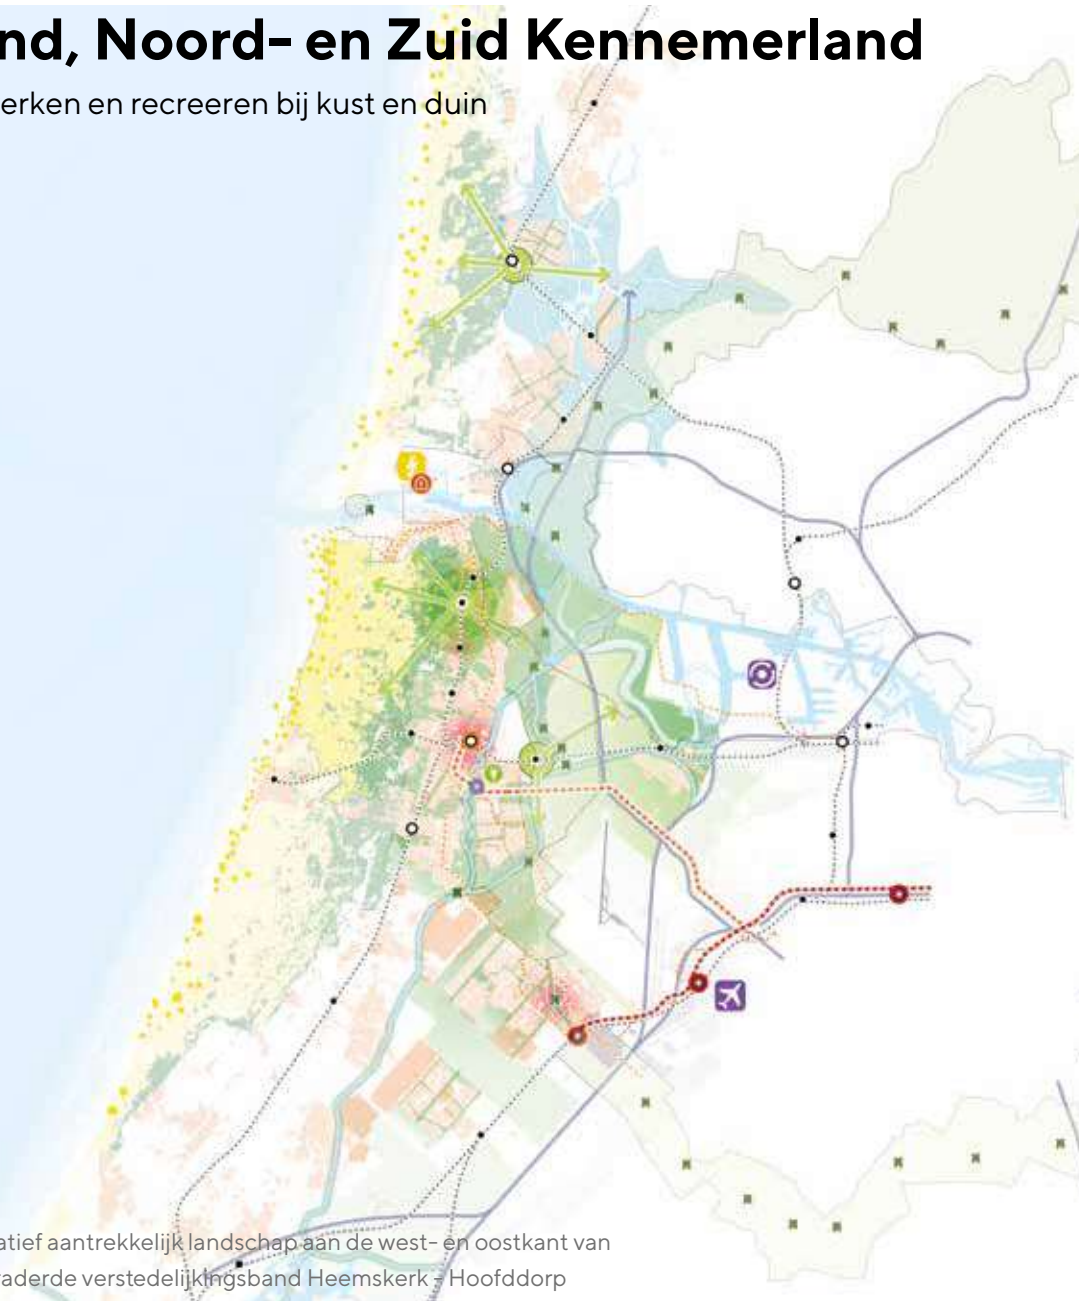 nd, Noord- en Zuid Kennemerland
erken en recreeren bij kust en duin
atief aantrekkelijk landschap aan de west- en oostkant van
raderde verstedelijkingsband Heemskerk - Hoofddorp